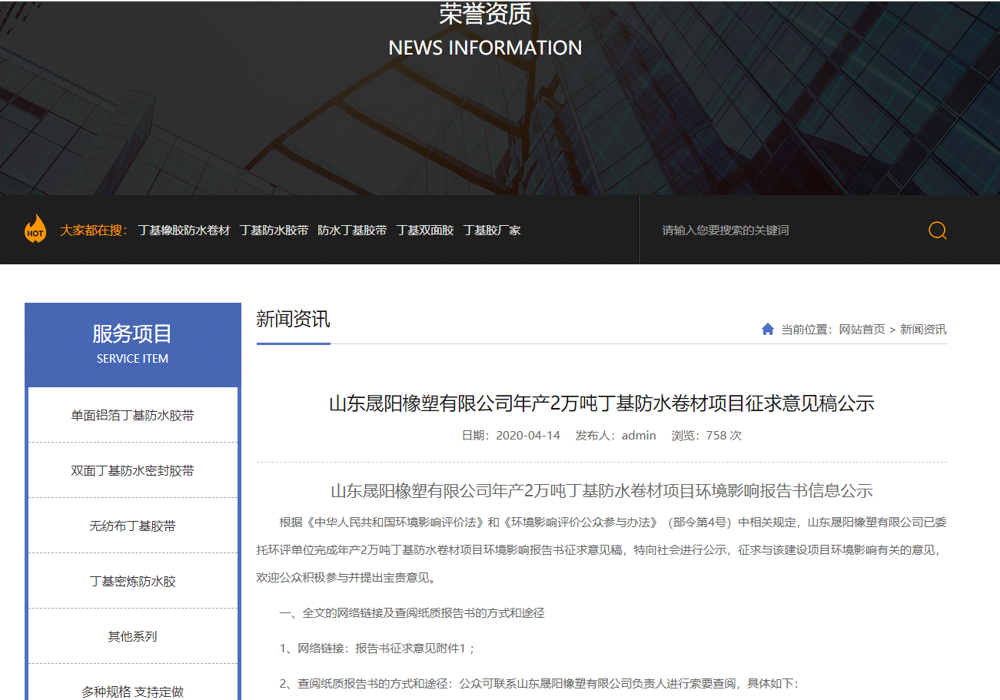 荣誉资质
NEWS INFORMATION
HOT 大家都在搜： 丁基橡胶防水卷材 丁基防水胶带 防水丁基胶带 丁基双面胶 丁基胶厂家
请输入您要搜索的关键词
服务项目
SERVICE ITEM
单面铝箔丁基防水胶带
双面丁基防水密封胶带
无纺布丁基胶带
丁基密炼防水胶
其他系列
多种规格 支持定做
新闻资讯
当前位置：网站首页 > 新闻资讯
山东晟阳橡塑有限公司年产2万吨丁基防水卷材项目征求意见稿公示
日期：2020-04-14 发布人：admin 浏览：758 次
山东晟阳橡塑有限公司年产2万吨丁基防水卷材项目环境影响报告书信息公示
根据《中华人民共和国环境影响评价法》和《环境影响评价公众参与办法》（部令第4号）中相关规定，山东晟阳橡塑有限公司已委
托环评单位完成年产2万吨丁基防水卷材项目环境影响报告书征求意见稿，特向社会进行公示，征求与该建设项目环境影响有关的意见，
欢迎公众积极参与并提出宝贵意见。
一、全文的网络链接及查阅纸质报告书的方式和途径
1、网络链接：报告书征求意见附件1；
2、查阅纸质报告书的方式和途径：公众可联系山东晟阳橡塑有限公司负责人进行索要查阅，具体如下：